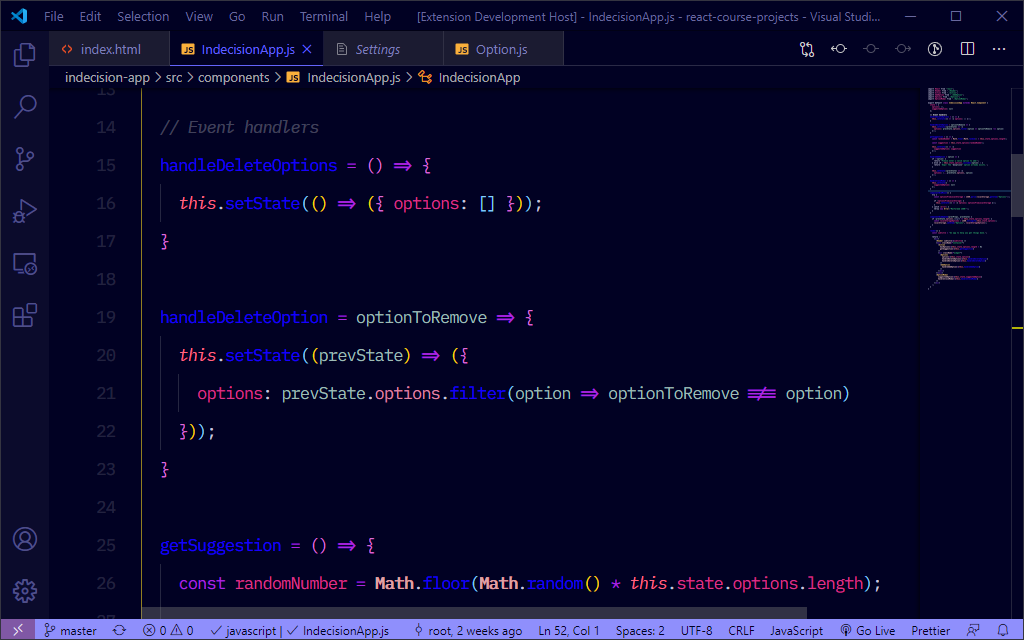 File Edit Selection View Go Run Terminal Help [Extension Development Host] - IndecisionApp.js - react-course-projects - Visual Studi...
<> index.html JS IndecisionApp.js Settings JS Option.js
indecision-app > src > components > JS IndecisionApp.js > IndecisionApp
13
14 // Event handlers
15 handleDeleteOptions = () => {
16 this.setState(() => ({ options: [] }));
17 }
18
19 handleDeleteOption = optionToRemove => {
20 this.setState((prevState) => ({
21 options: prevState.options.filter(option => optionToRemove !== option)
22 }));
23 }
24
25 getSuggestion = () => {
26 const randomNumber = Math.floor(Math.random() * this.state.options.length);
27
master 0 0 javascript | IndecisionApp.js root, 2 weeks ago Ln 52, Col 1 Spaces: 2 UTF-8 CRLF JavaScript Go Live Prettier